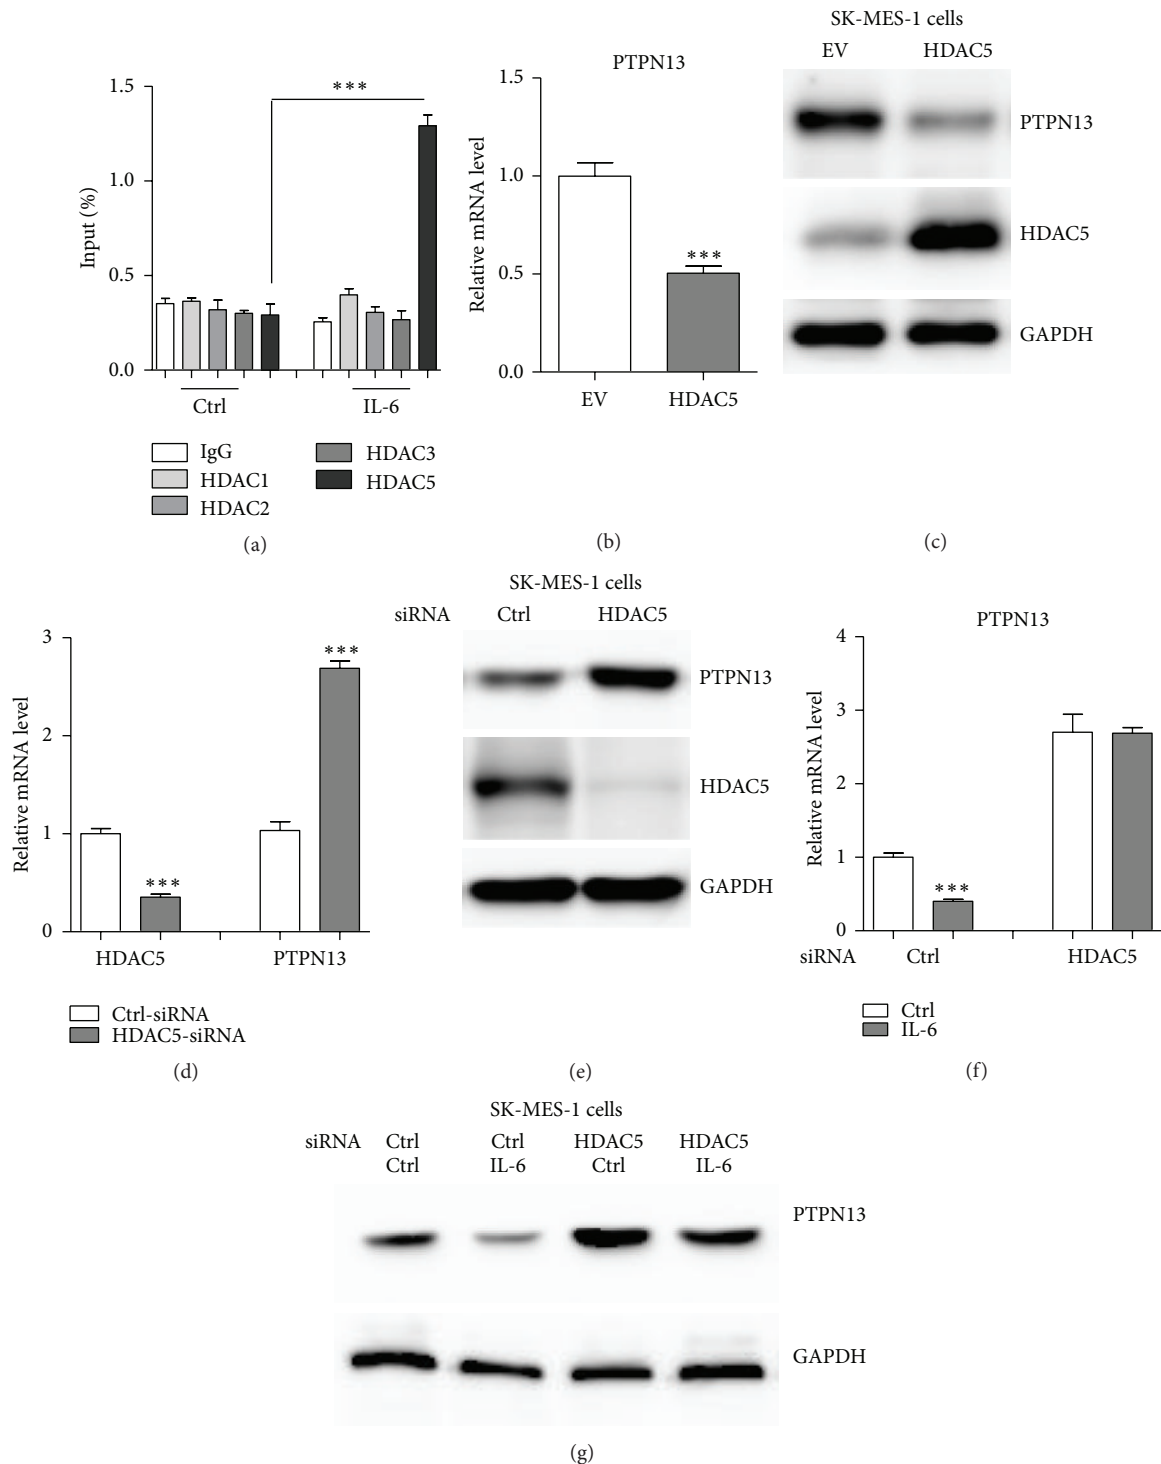 ***
1.5
1.0
0.5
0.0
Input (%)
Ctrl
IL-6
IgG
HDAC1
HDAC2
HDAC3
HDAC5
(a)
PTPN13
1.5
1.0
0.5
0.0
Relative mRNA level
***
EV
HDAC5
(b)
SK-MES-1 cells
EV HDAC5
PTPN13
HDAC5
GAPDH
(c)
3
2
1
0
Relative mRNA level
***
***
HDAC5
PTPN13
Ctrl-siRNA
HDAC5-siRNA
(d)
SK-MES-1 cells
siRNA Ctrl HDAC5
PTPN13
HDAC5
GAPDH
(e)
PTPN13
4
3
2
1
0
Relative mRNA level
***
siRNA Ctrl HDAC5
Ctrl
IL-6
(f)
SK-MES-1 cells
siRNA Ctrl Ctrl HDAC5 HDAC5
Ctrl IL-6 Ctrl IL-6
PTPN13
GAPDH
(g)